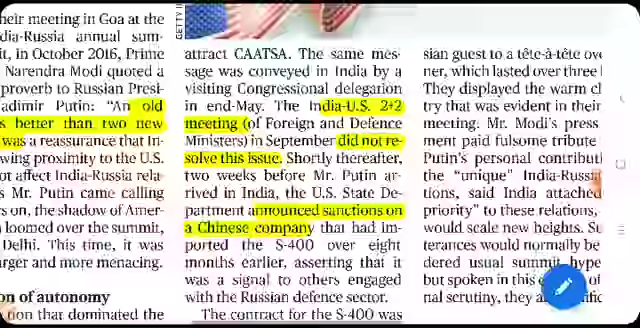 heir meeting in Goa at the
dia-Russia annual sum-
it, in October 2016, Prime
Narendra Modi quoted a
proverb to Russian Presi-
adimir Putin: “An old
s better than two new
was a reassurance that In-
wing proximity to the U.S.
ot affect India-Russia rela-
s Mr. Putin came calling
rs on, the shadow of Amer-
loomed over the summit,
Delhi. This time, it was
arger and more menacing.
on of autonomy
tion that dominated the
GETTY
attract CAATSA. The same mes-
sage was conveyed in India by a
visiting Congressional delegation
in end-May. The India-U.S. 2+2
meeting (of Foreign and Defence
Ministers) in September did not re-
solve this issue. Shortly thereafter,
two weeks before Mr. Putin ar-
rived in India, the U.S. State De-
partment announced sanctions on
a Chinese company that had im-
ported the S-400 over eight
months earlier, asserting that it
was a signal to others engaged
with the Russian defence sector.
The contract for the S-400 was
sian guest to a tête-à-tête ove
ner, which lasted over three l
They displayed the warm cl
try that was evident in their
meeting. Mr. Modi’s press
ment paid fulsome tribute
Putin’s personal contributi
the “unique” India-Russia
tions, said India attached
priority” to these relations,
would scale new heights. Su
terances would normally be
dered usual summit hype
but spoken in this of
nal scrutiny, they a